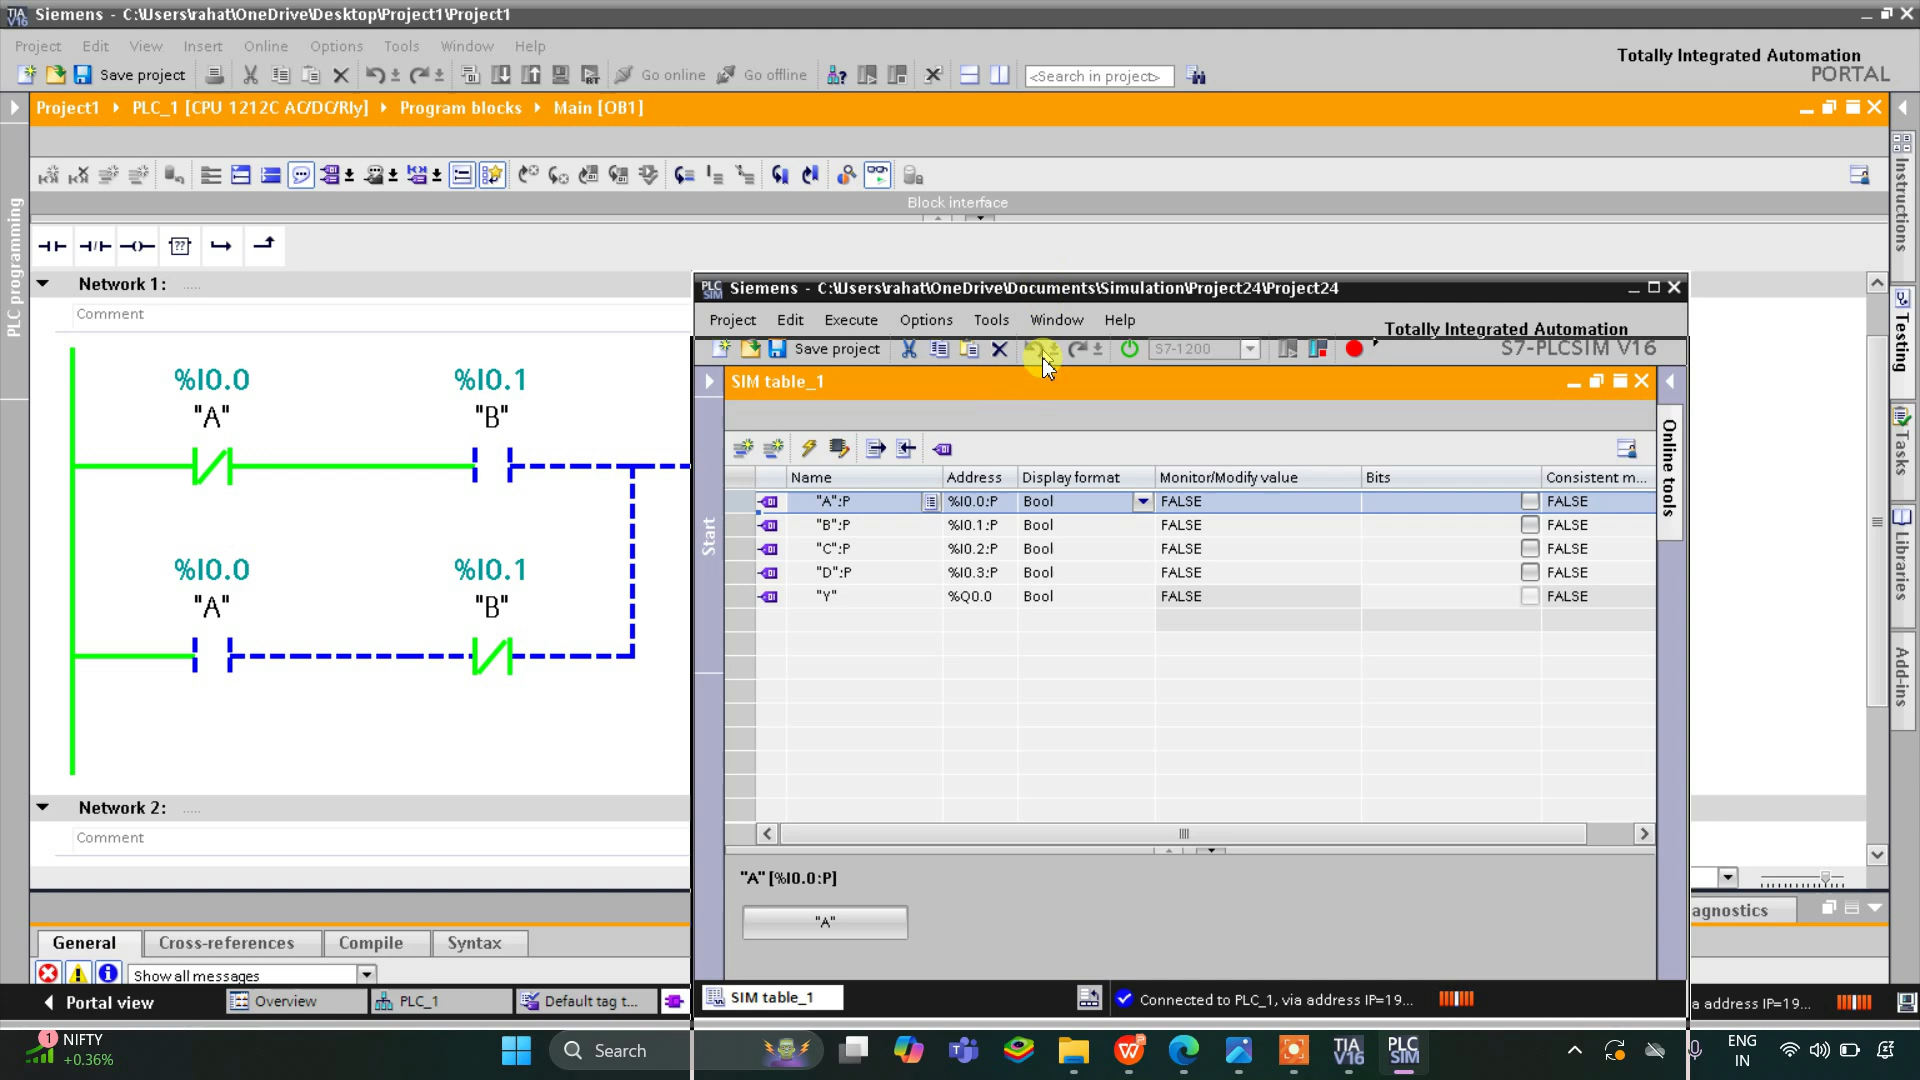 Siemens - C:\Users\rahat\OneDrive\Desktop\Project1\Project1
Project Edit View Insert Online Options Tools Window Help
Save project Go online Go offline <Search in project>
Totally Integrated Automation
PORTAL
Project1 PLC_1 [CPU 1212C AC/DC/Rly] Program blocks Main [OB1]
Block interface
PLC programming
Network 1: .....
Comment
%I0.0 %I0.1
"A" "B"
%I0.0 %I0.1
"A" "B"
Network 2: .....
Comment
General Cross-references Compile Syntax
Show all messages
Portal view Overview PLC_1 Default tag t...
Siemens - C:\Users\rahat\OneDrive\Documents\Simulation\Project24\Project24
Project Edit Execute Options Tools Window Help
Totally Integrated Automation
Save project S7-1200 S7-PLCSIM V16
SIM table_1
Start
Online tools
Name Address Display format Monitor/Modify value Bits Consistent m...
"A":P %I0.0:P Bool FALSE FALSE
"B":P %I0.1:P Bool FALSE FALSE
"C":P %I0.2:P Bool FALSE FALSE
"D":P %I0.3:P Bool FALSE FALSE
"Y" %Q0.0 Bool FALSE FALSE
"A" [%I0.0:P]
"A"
SIM table_1 Connected to PLC_1, via address IP=19...
Instructions
Testing
Tasks
Libraries
Add-ins
agnostics
a address IP=19...
1 NIFTY
+0.36%
Search
TIA
V16
PLC
SIM
ENG
IN